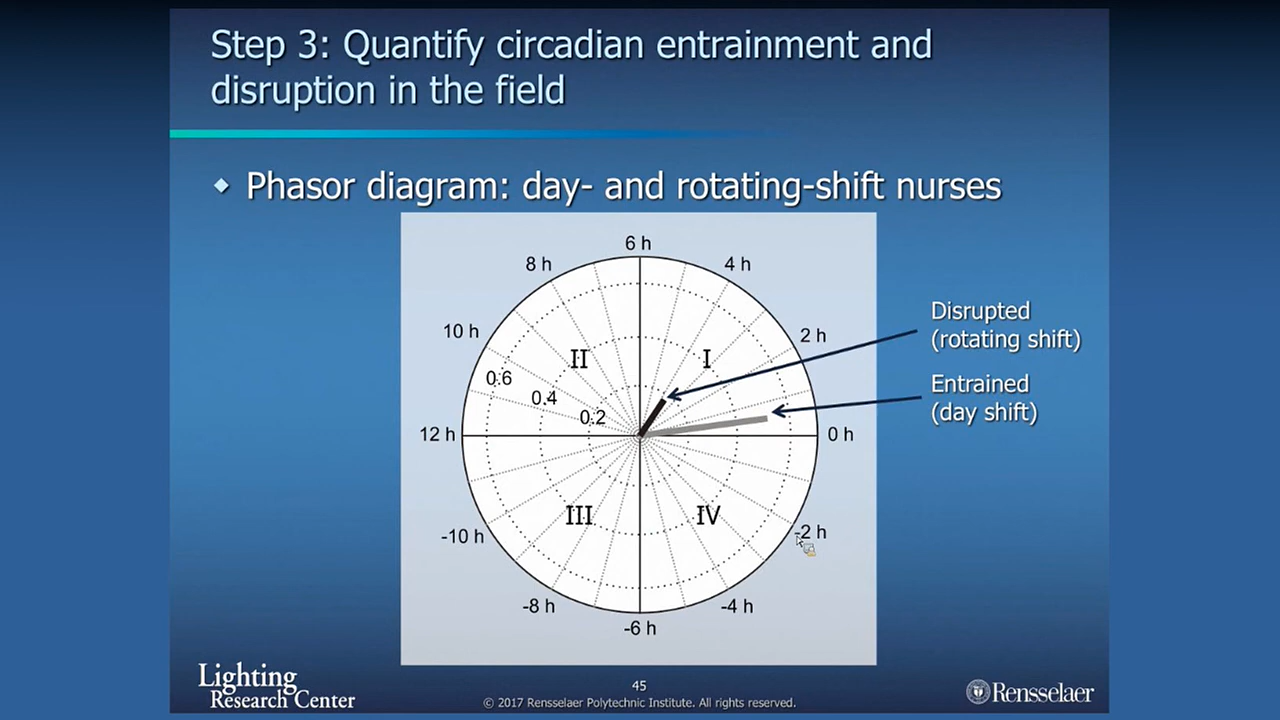 Step 3: Quantify circadian entrainment and
disruption in the field
Phasor diagram: day- and rotating-shift nurses
6 h
8 h
4 h
10 h
2 h
II
I
0.6
0.4
0.2
12 h
0 h
III
IV
-10 h
-2 h
-8 h
-4 h
-6 h
Disrupted
(rotating shift)
Entrained
(day shift)
Lighting
Research Center
45
© 2017 Rensselaer Polytechnic Institute. All rights reserved.
Rensselaer